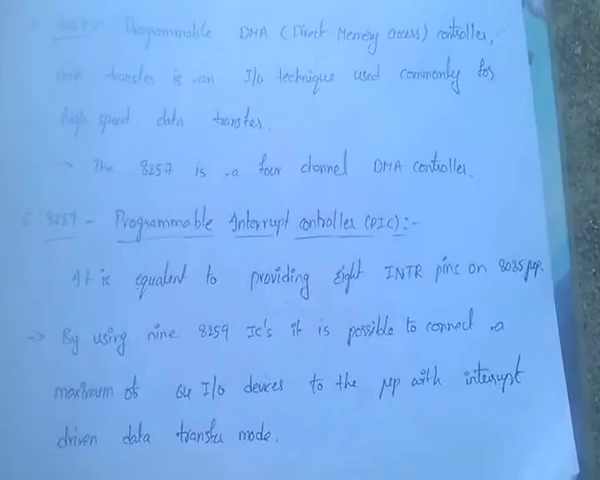 8257 :- Programmable DMA (Direct Memory access) controller,
transfer is an I/o technique used commonly for
high speed data transfer.
→ The 8257 is a four channel DMA controller.
8259 :- Programmable Interrupt controller (PIC) :-
It is equalent to providing eight INTR pins on 8085 μp.
→ By using nine 8259 Ic's it is possible to connect a
maximum of 64 I/o devices to the μp with interrupt
driven data transfer mode.